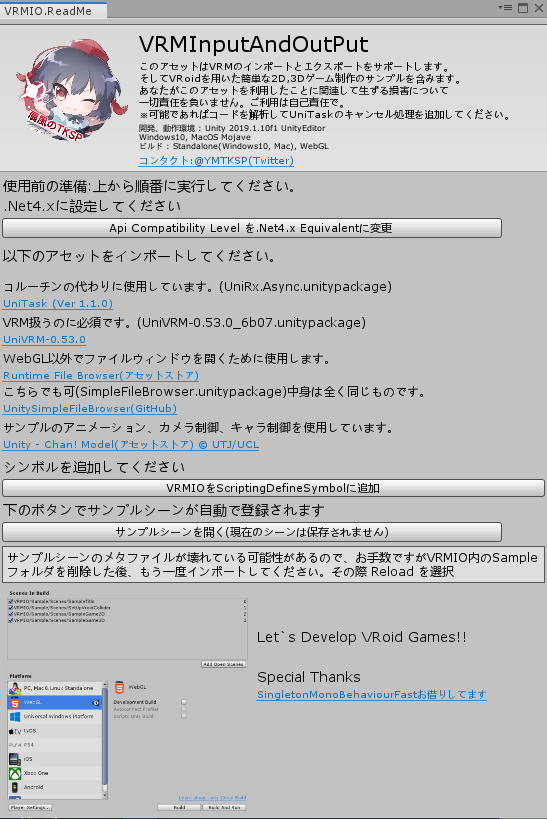 VRMIO.ReadMe
VRMInputAndOutPut
このアセットはVRMのインポートとエクスポートをサポートします。
そしてVRoidを用いた簡単な2D,3Dゲーム制作のサンプルを含みます。
あなたがこのアセットを利用したことに関連して生ずる損害について
一切責任を負いません。ご利用は自己責任で。
※可能であればコードを解析してUniTaskのキャンセル処理を追加してください。
開発、動作環境 : Unity 2019.1.10f1 UnityEditor
Windows10, MacOS Mojave
ビルド : Standalone(Windows10, Mac), WebGL
コンタクト:@YMTKSP(Twitter)
使用前の準備:上から順番に実行してください。
.Net4.xに設定してください
Api Compatibility Level を.Net4.x Equivalentに変更
以下のアセットをインポートしてください。
コルーチンの代わりに使用しています。(UniRx.Async.unitypackage)
UniTask (Ver 1.1.0)
VRM扱うのに必須です。(UniVRM-0.53.0_6b07.unitypackage)
UniVRM-0.53.0
WebGL以外でファイルウィンドウを開くために使用します。
Runtime File Browser(アセットストア)
こちらでも可(SimpleFileBrowser.unitypackage)中身は全く同じものです。
UnitySimpleFileBrowser(GitHub)
サンプルのアニメーション、カメラ制御、キャラ制御を使用しています。
Unity - Chan! Model(アセットストア) © UTJ/UCL
シンボルを追加してください
VRMIOをScriptingDefineSymbolに追加
下のボタンでサンプルシーンが自動で登録されます
サンプルシーンを開く(現在のシーンは保存されません)
サンプルシーンのメタファイルが壊れている可能性があるので、お手数ですがVRMIO内のSample
フォルダを削除した後、もう一度インポートしてください。その際 Reload を選択
Scenes In Build
VRMIO/Sample/Scenes/SampleTitle 0
VRMIO/Sample/Scenes/SetUpVroidCollider 1
VRMIO/Sample/Scenes/SampleGame2D 2
VRMIO/Sample/Scenes/SampleGame3D 3
Add Open Scenes
Platform
PC, Mac & Linux Standalone
WebGL
Universal Windows Platform
tvOS
PS4
iOS
Xbox One
Android
Player Settings...
WebGL
Development Build
Autoconnect Profiler
Scripts Only Build
Learn about Unity Cloud Build
Build
Build And Run
Let`s Develop VRoid Games!!
Special Thanks
SingletonMonoBehaviourFastお借りしてます